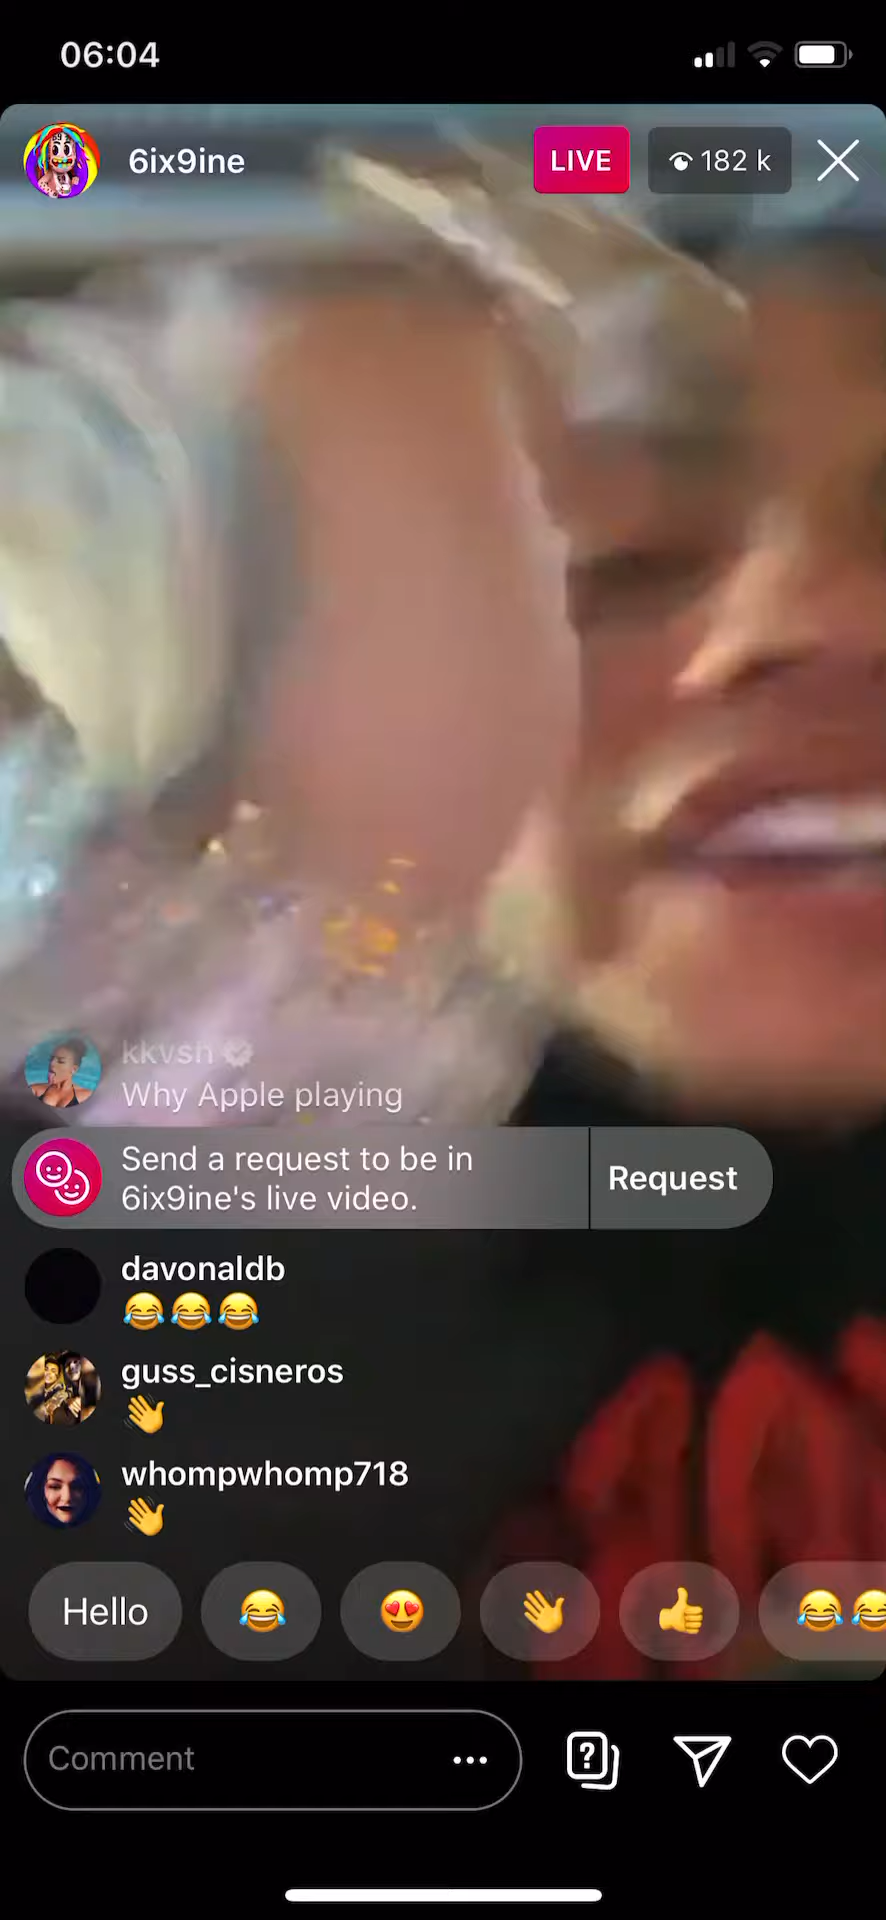 06:04
6ix9ine
LIVE
182 k
kkvsh
Why Apple playing
Send a request to be in
6ix9ine's live video.
Request
davonaldb
😂😂😂
guss_cisneros
👋
whompwhomp718
👋
Hello 😂 😍 👋 👍 😂😂
Comment